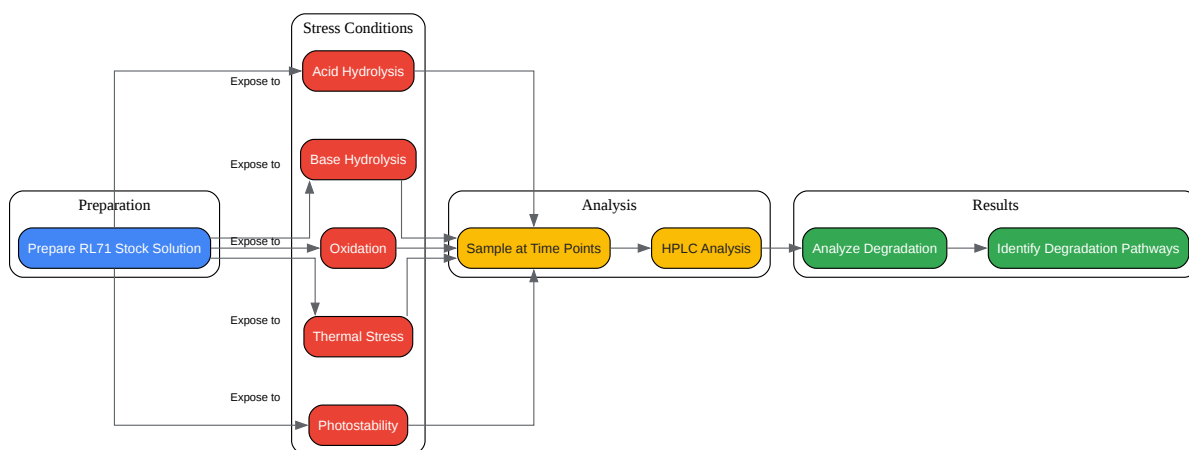 Stress Conditions
Acid Hydrolysis
Expose to
Base Hydrolysis
Expose to
Preparation
Analysis
Results
Prepare RL71 Stock Solution
Expose to
Oxidation
Sample at Time Points
HPLC Analysis
Analyze Degradation
Identify Degradation Pathways
Expose to
Thermal Stress
Expose to
Photostability